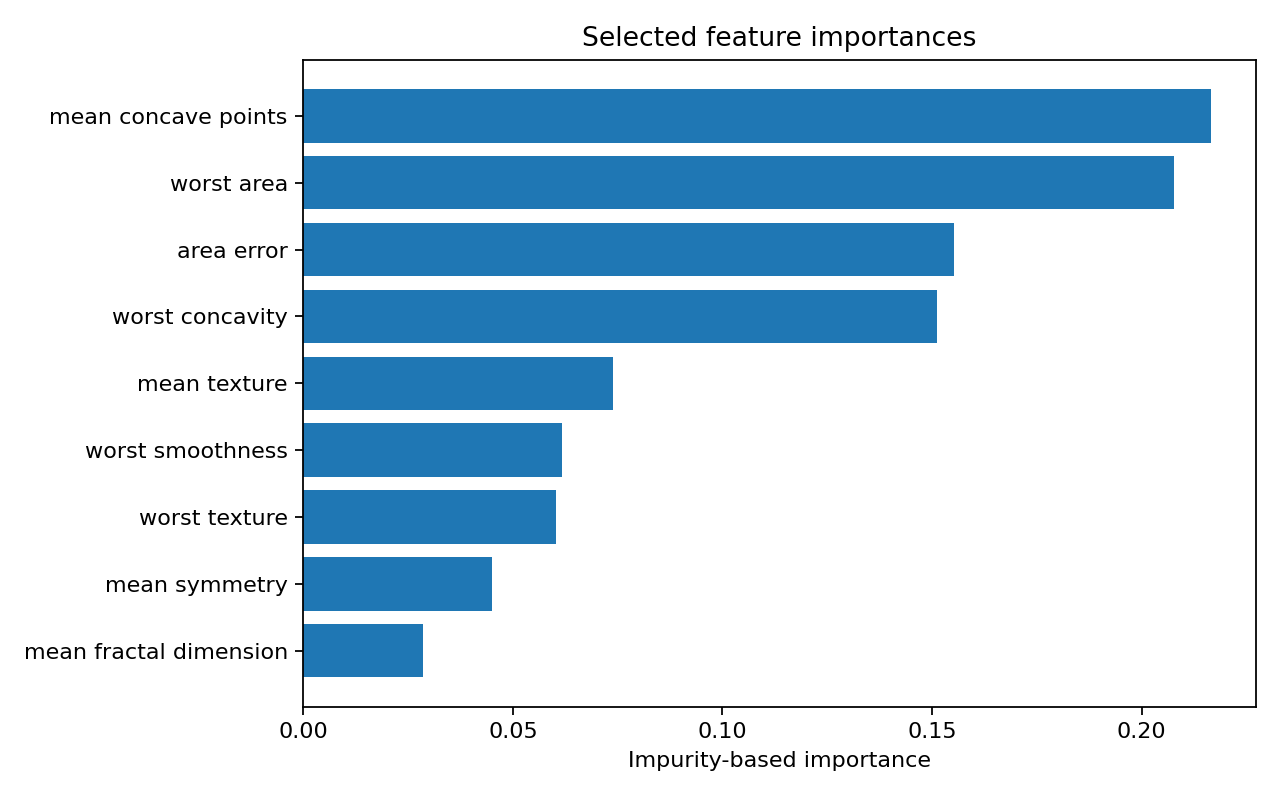 Selected feature importances
mean concave points
worst area
area error
worst concavity
mean texture
worst smoothness
worst texture
mean symmetry
mean fractal dimension
0.00 0.05 0.10 0.15 0.20
Impurity-based importance